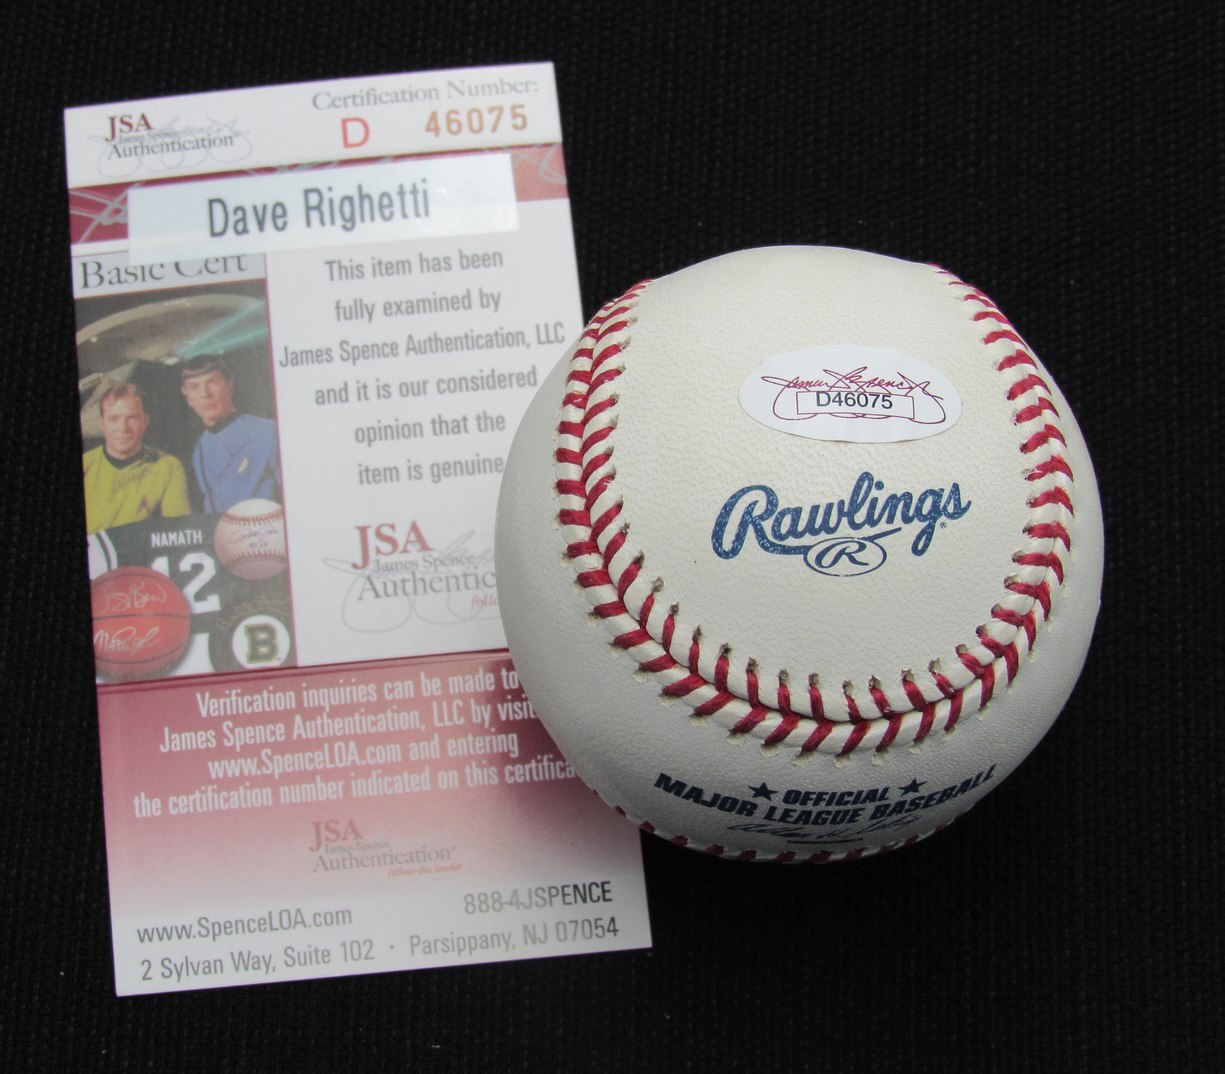 JSA
James Spence
Authentication
Certification Number:
D 46075
Dave Righetti
Basic Cert
This item has been
fully examined by
James Spence Authentication, LLC
and it is our considered
opinion that the
item is genuine
NAMATH
12
B
JSA
James Spence
Authentic
Verification inquiries can be made to
James Spence Authentication, LLC by visit
www.SpenceLOA.com and entering
the certification number indicated on this certifica
JSA
James Spence
Authentication
follow the leader
888-4JSPENCE
www.SpenceLOA.com
2 Sylvan Way, Suite 102 · Parsippany, NJ 07054
James Spence
D46075
Rawlings
R
★ OFFICIAL ★
MAJOR LEAGUE BASEBALL